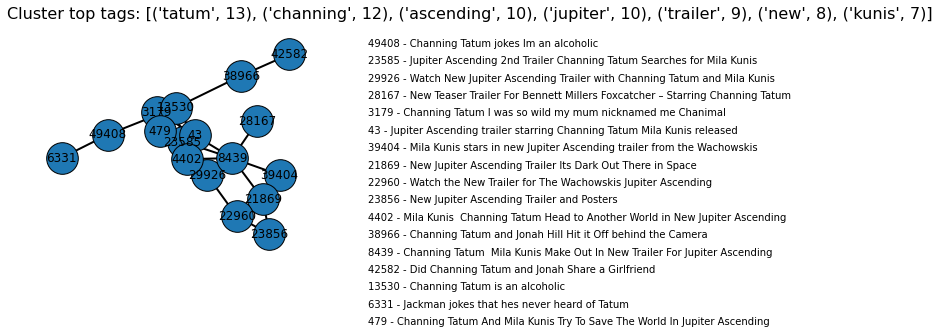 Cluster top tags: [('tatum', 13), ('channing', 12), ('ascending', 10), ('jupiter', 10), ('trailer', 9), ('new', 8), ('kunis', 7)]
49408 - Channing Tatum jokes Im an alcoholic
23585 - Jupiter Ascending 2nd Trailer Channing Tatum Searches for Mila Kunis
29926 - Watch New Jupiter Ascending Trailer with Channing Tatum and Mila Kunis
28167 - New Teaser Trailer For Bennett Millers Foxcatcher – Starring Channing Tatum
3179 - Channing Tatum I was so wild my mum nicknamed me Chanimal
43 - Jupiter Ascending trailer starring Channing Tatum Mila Kunis released
39404 - Mila Kunis stars in new Jupiter Ascending trailer from the Wachowskis
21869 - New Jupiter Ascending Trailer Its Dark Out There in Space
22960 - Watch the New Trailer for The Wachowskis Jupiter Ascending
23856 - New Jupiter Ascending Trailer and Posters
4402 - Mila Kunis  Channing Tatum Head to Another World in New Jupiter Ascending
38966 - Channing Tatum and Jonah Hill Hit it Off behind the Camera
8439 - Channing Tatum  Mila Kunis Make Out In New Trailer For Jupiter Ascending
42582 - Did Channing Tatum and Jonah Share a Girlfriend
13530 - Channing Tatum is an alcoholic
6331 - Jackman jokes that hes never heard of Tatum
479 - Channing Tatum And Mila Kunis Try To Save The World In Jupiter Ascending
42582
38966
3179
13530
28167
49408
479
43
23585
6331
4402
8439
29926
39404
21869
22960
23856